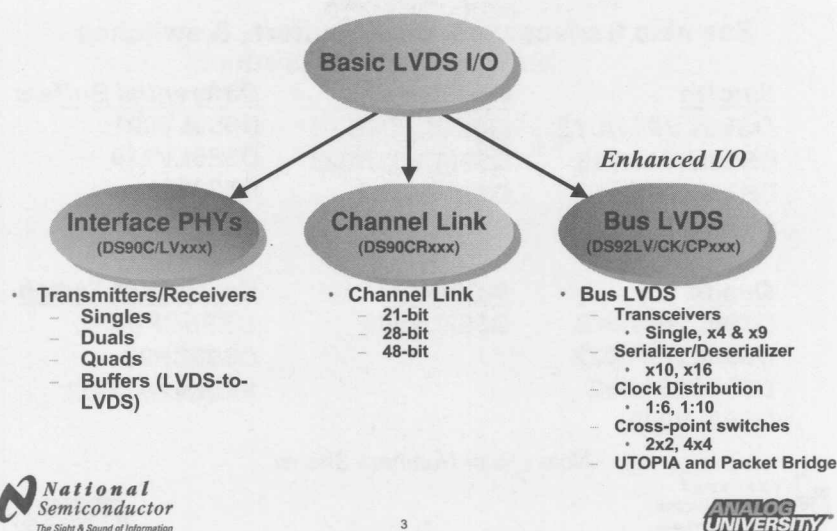 Basic LVDS I/O
Enhanced I/O
Interface PHYs
(DS90C/LVxxx)
Channel Link
(DS90CRxxx)
Bus LVDS
(DS92LV/CK/CPxxx)
• Transmitters/Receivers
– Singles
– Duals
– Quads
– Buffers (LVDS-to-
LVDS)
• Channel Link
21-bit
28-bit
48-bit
• Bus LVDS
– Transceivers
• Single, x4 & x9
– Serializer/Deserializer
• x10, x16
– Clock Distribution
• 1:6, 1:10
– Cross-point switches
• 2x2, 4x4
– UTOPIA and Packet Bridge
National
Semiconductor
The Sight & Sound of Information
3
ANALOG
UNIVERSITY